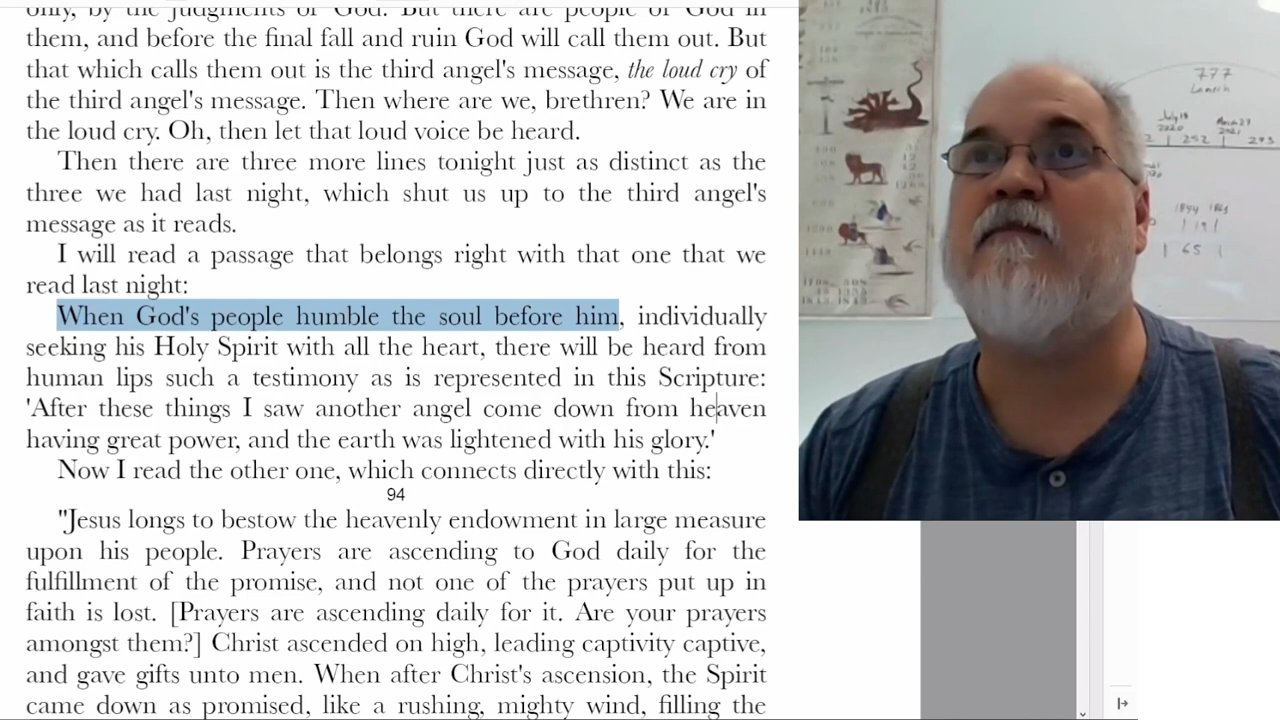 only, by the judgments of God. But there are people of God in
them, and before the final fall and ruin God will call them out. But
that which calls them out is the third angel's message, the loud cry of
the third angel's message. Then where are we, brethren? We are in
the loud cry. Oh, then let that loud voice be heard.
Then there are three more lines tonight just as distinct as the
three we had last night, which shut us up to the third angel's
message as it reads.
I will read a passage that belongs right with that one that we
read last night:
When God's people humble the soul before him, individually
seeking his Holy Spirit with all the heart, there will be heard from
human lips such a testimony as is represented in this Scripture:
'After these things I saw another angel come down from heaven
having great power, and the earth was lightened with his glory.'
Now I read the other one, which connects directly with this:
94
"Jesus longs to bestow the heavenly endowment in large measure
upon his people. Prayers are ascending to God daily for the
fulfillment of the promise, and not one of the prayers put up in
faith is lost. [Prayers are ascending daily for it. Are your prayers
amongst them?] Christ ascended on high, leading captivity captive,
and gave gifts unto men. When after Christ's ascension, the Spirit
came down as promised, like a rushing, mighty wind, filling the
777
Lamech
July 18
2020
March 27
2021
252
293
1844 1863
19
65